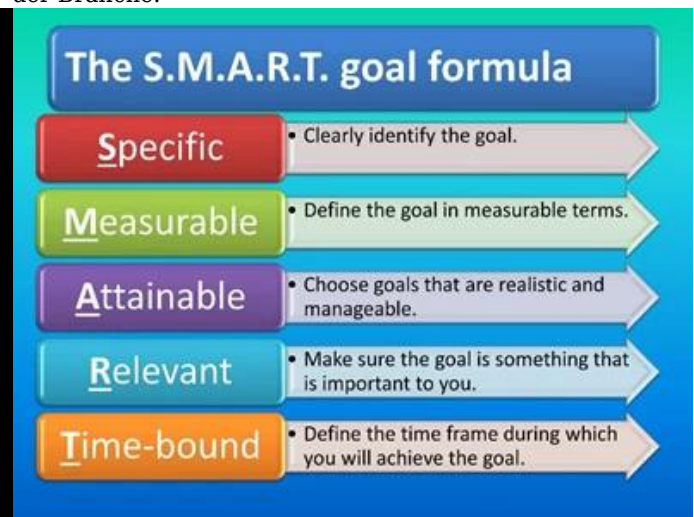 der Branche.
The S.M.A.R.T. goal formula
Specific
• Clearly identify the goal.
Measurable
• Define the goal in measurable terms.
Attainable
• Choose goals that are realistic and
manageable.
Relevant
• Make sure the goal is something that
is important to you.
Time-bound
• Define the time frame during which
you will achieve the goal.